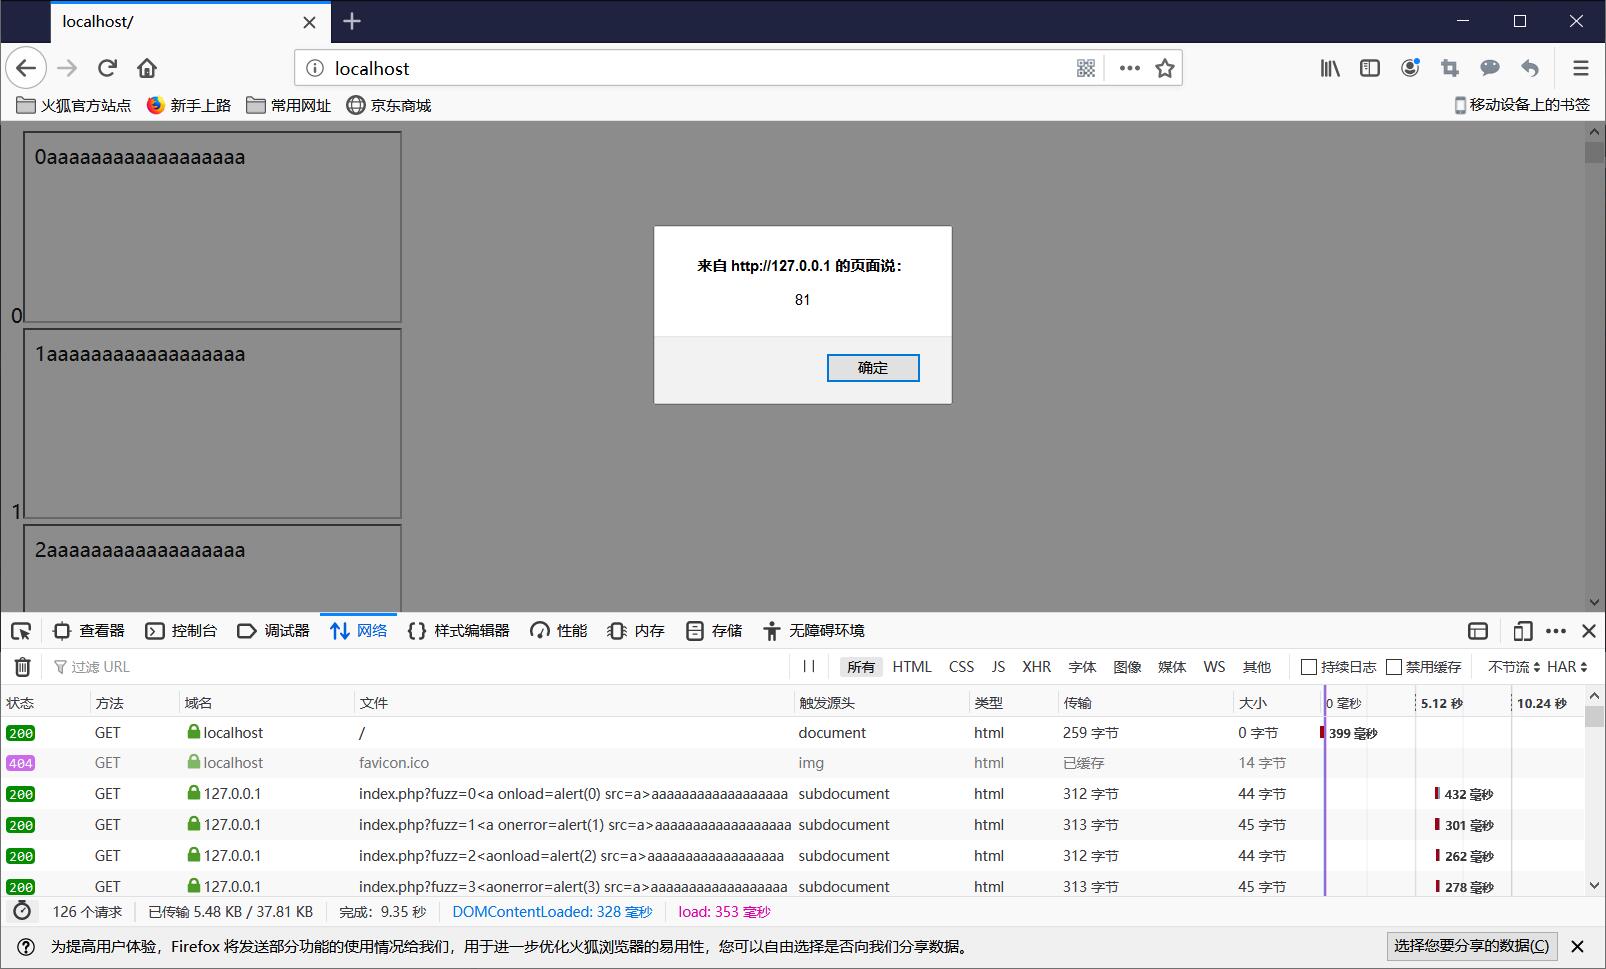 localhost/
localhost
火狐官方站点 新手上路 常用网址 京东商城 移动设备上的书签
0aaaaaaaaaaaaaaaaaa
0
1aaaaaaaaaaaaaaaaaa
1
2aaaaaaaaaaaaaaaaaa
来自 http://127.0.0.1 的页面说：
81
确定
查看器 控制台 调试器 网络 样式编辑器 性能 内存 存储 无障碍环境
过滤 URL 所有 HTML CSS JS XHR 字体 图像 媒体 WS 其他 持续日志 禁用缓存 不节流 HAR
状态 方法 域名 文件 触发源头 类型 传输 大小 0 毫秒 5.12 秒 10.24 秒
200 GET localhost / document html 259 字节 0 字节 399 毫秒
404 GET localhost favicon.ico img html 已缓存 14 字节
200 GET 127.0.0.1 index.php?fuzz=0<a onload=alert(0) src=a>aaaaaaaaaaaaaaaaaa subdocument html 312 字节 44 字节 432 毫秒
200 GET 127.0.0.1 index.php?fuzz=1<a onerror=alert(1) src=a>aaaaaaaaaaaaaaaaaa subdocument html 313 字节 45 字节 301 毫秒
200 GET 127.0.0.1 index.php?fuzz=2<aonload=alert(2) src=a>aaaaaaaaaaaaaaaaaa subdocument html 312 字节 44 字节 262 毫秒
200 GET 127.0.0.1 index.php?fuzz=3<aonerror=alert(3) src=a>aaaaaaaaaaaaaaaaaa subdocument html 313 字节 45 字节 278 毫秒
126 个请求 已传输 5.48 KB / 37.81 KB 完成：9.35 秒 DOMContentLoaded: 328 毫秒 load: 353 毫秒
为提高用户体验，Firefox 将发送部分功能的使用情况给我们，用于进一步优化火狐浏览器的易用性，您可以自由选择是否向我们分享数据。 选择您要分享的数据(C)